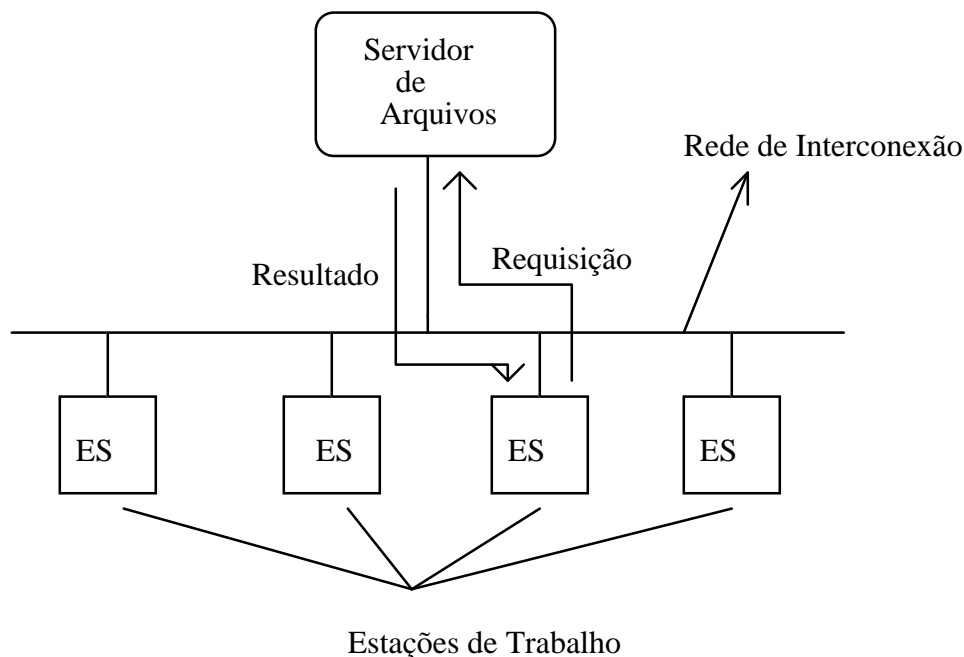 Servidor
de
Arquivos
Rede de Interconexão
Requisição
Resultado
ES
ES
ES
ES
Estações de Trabalho